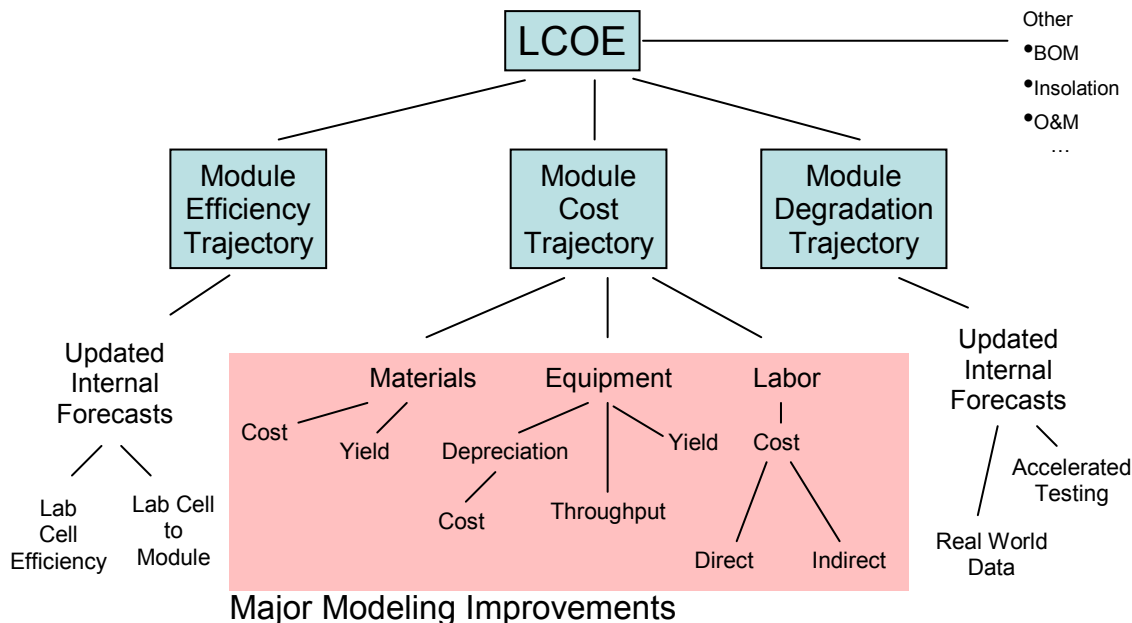 LCOE
Other
•BOM
•Insolation
•O&M
...
Module
Efficiency
Trajectory
Module
Cost
Trajectory
Module
Degradation
Trajectory
Updated
Internal
Forecasts
Lab
Cell
Efficiency
Lab Cell
to
Module
Materials
Cost
Yield
Equipment
Depreciation
Cost
Throughput
Yield
Labor
Cost
Direct
Indirect
Updated
Internal
Forecasts
Real World
Data
Accelerated
Testing
Major Modeling Improvements